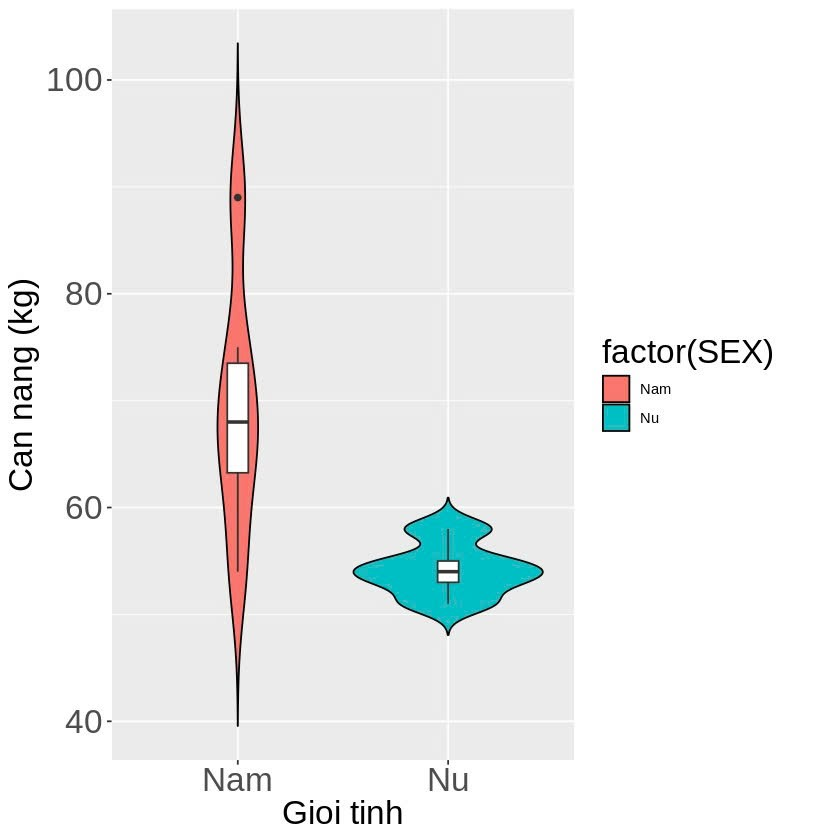 100
80
60
40
Can nang (kg)
Nam
Nu
Gioi tinh
factor(SEX)
Nam
Nu